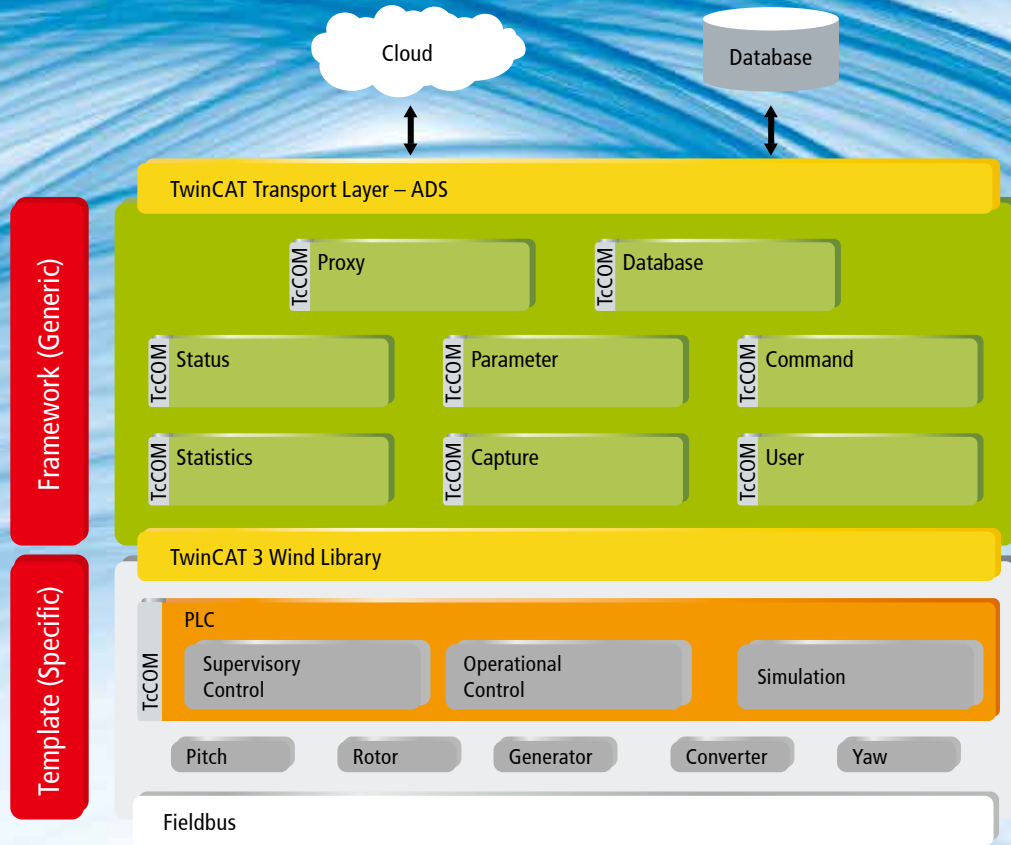 Cloud
Database
TwinCAT Transport Layer – ADS
Framework (Generic)
TcCOM
Proxy
TcCOM
Database
TcCOM
Status
TcCOM
Parameter
TcCOM
Command
TcCOM
Statistics
TcCOM
Capture
TcCOM
User
TwinCAT 3 Wind Library
Template (Specific)
TcCOM
PLC
Supervisory
Control
Operational
Control
Simulation
Pitch
Rotor
Generator
Converter
Yaw
Fieldbus